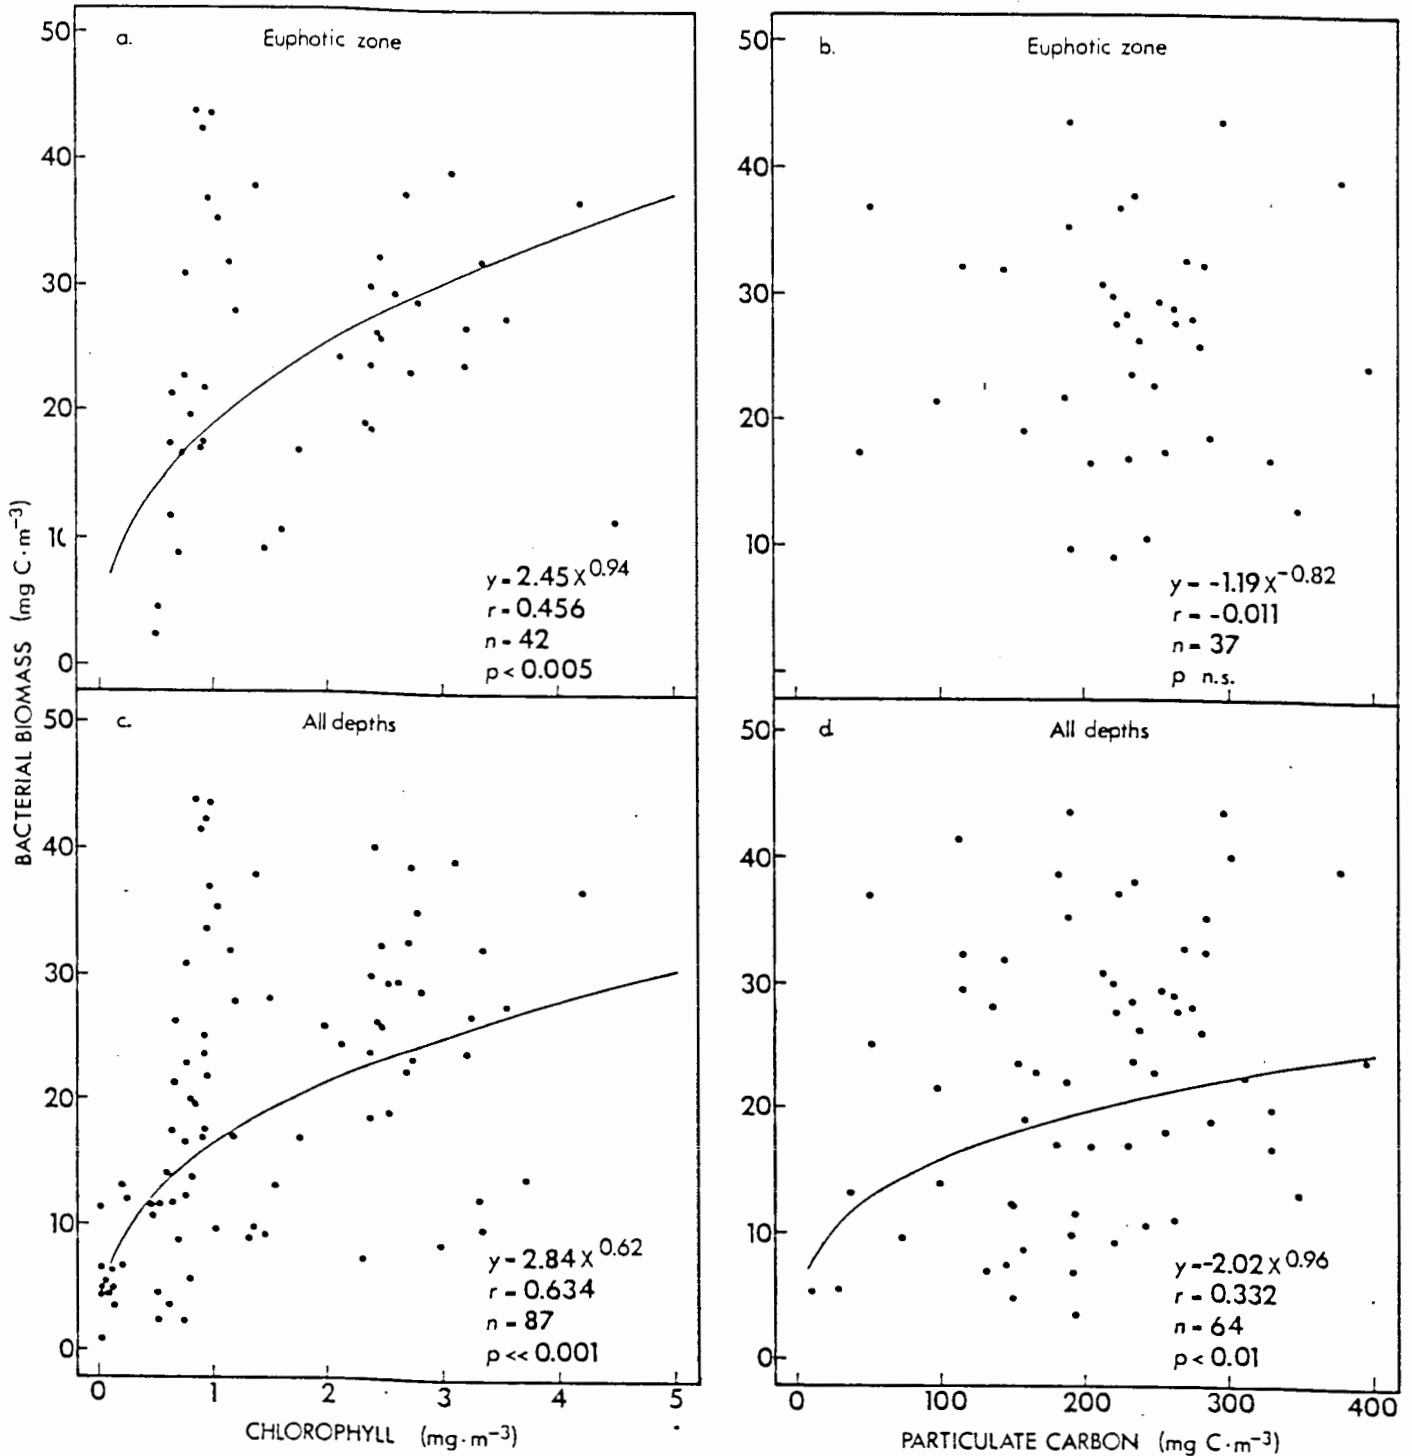 a. Euphotic zone
50
40
30
20
10
0
y = 2.45 X^0.94
r = 0.456
n = 42
p < 0.005
b. Euphotic zone
50
40
30
20
10
y = -1.19 X^-0.82
r = -0.011
n = 37
p n.s.
BACTERIAL BIOMASS (mg C·m⁻³)
c. All depths
50
40
30
20
10
0
y = 2.84 X^0.62
r = 0.634
n = 87
p << 0.001
0 1 2 3 4 5
CHLOROPHYLL (mg·m⁻³)
d. All depths
50
40
30
20
10
0
y = -2.02 X^0.96
r = 0.332
n = 64
p < 0.01
0 100 200 300 400
PARTICULATE CARBON (mg C·m⁻³)